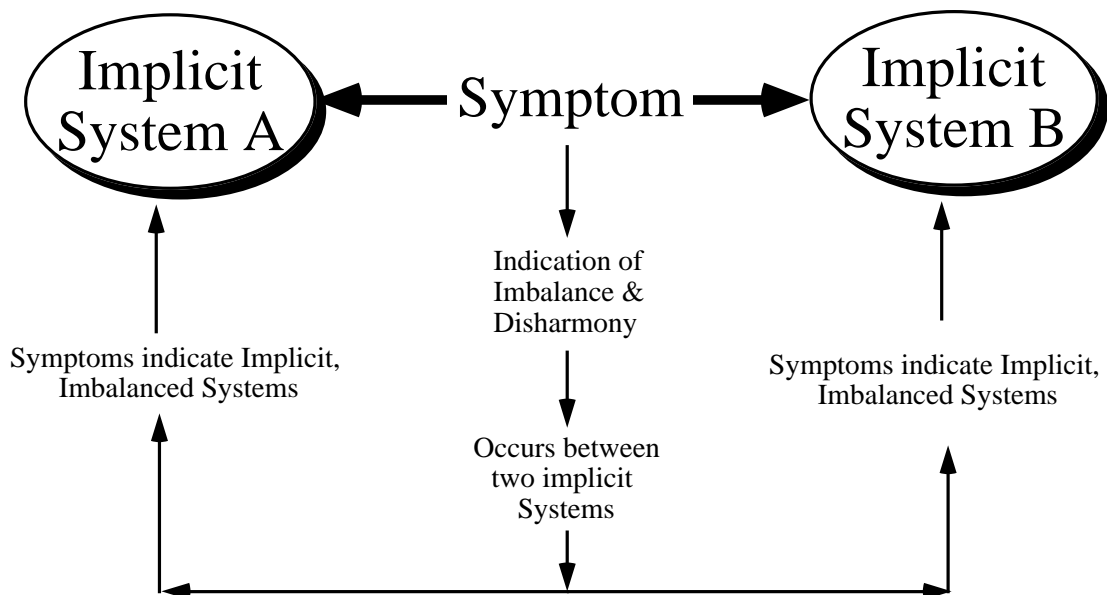 Implicit
System A
Symptom
Implicit
System B
Indication of
Imbalance &
Disharmony
Symptoms indicate Implicit,
Imbalanced Systems
Symptoms indicate Implicit,
Imbalanced Systems
Occurs between
two implicit
Systems